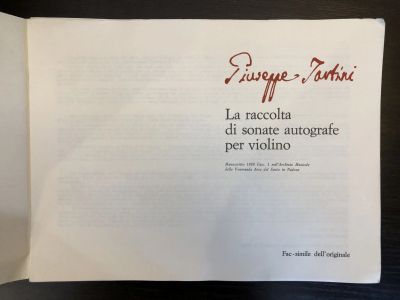 Giuseppe Tartini
La raccolta
di sonate autografe
per violino
Manoscritto 1888 Fasc. 1 nell'Archivio Musicale
della Veneranda Arca del Santo in Padova
Fac-simile dell'originale